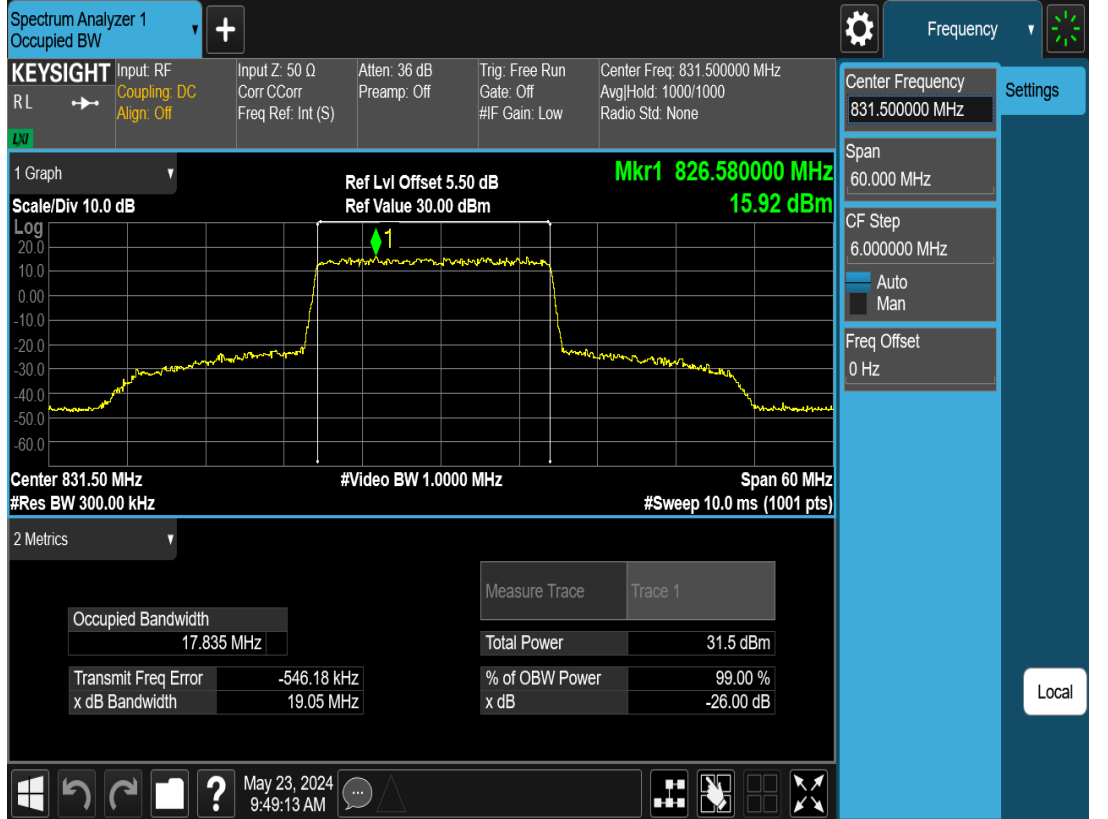 Spectrum Analyzer 1
Occupied BW
+
Frequency
KEYSIGHT
RL
LXI
Input: RF
Coupling: DC
Align: Off
Input Z: 50 Ω
Corr CCorr
Freq Ref: Int (S)
Atten: 36 dB
Preamp: Off
Trig: Free Run
Gate: Off
#IF Gain: Low
Center Freq: 831.500000 MHz
Avg|Hold: 1000/1000
Radio Std: None
Center Frequency
831.500000 MHz
Settings
Span
60.000 MHz
CF Step
6.000000 MHz
Auto
Man
Freq Offset
0 Hz
1 Graph
Scale/Div 10.0 dB
Ref Lvl Offset 5.50 dB
Ref Value 30.00 dBm
Mkr1 826.580000 MHz
15.92 dBm
Log
1
20.0
10.0
0.00
-10.0
-20.0
-30.0
-40.0
-50.0
-60.0
Center 831.50 MHz
#Video BW 1.0000 MHz
Span 60 MHz
#Res BW 300.00 kHz
#Sweep 10.0 ms (1001 pts)
2 Metrics
Measure Trace
Trace 1
Occupied Bandwidth
17.835 MHz
Total Power
31.5 dBm
Transmit Freq Error
-546.18 kHz
% of OBW Power
99.00 %
x dB Bandwidth
19.05 MHz
x dB
-26.00 dB
Local
?
May 23, 2024
9:49:13 AM